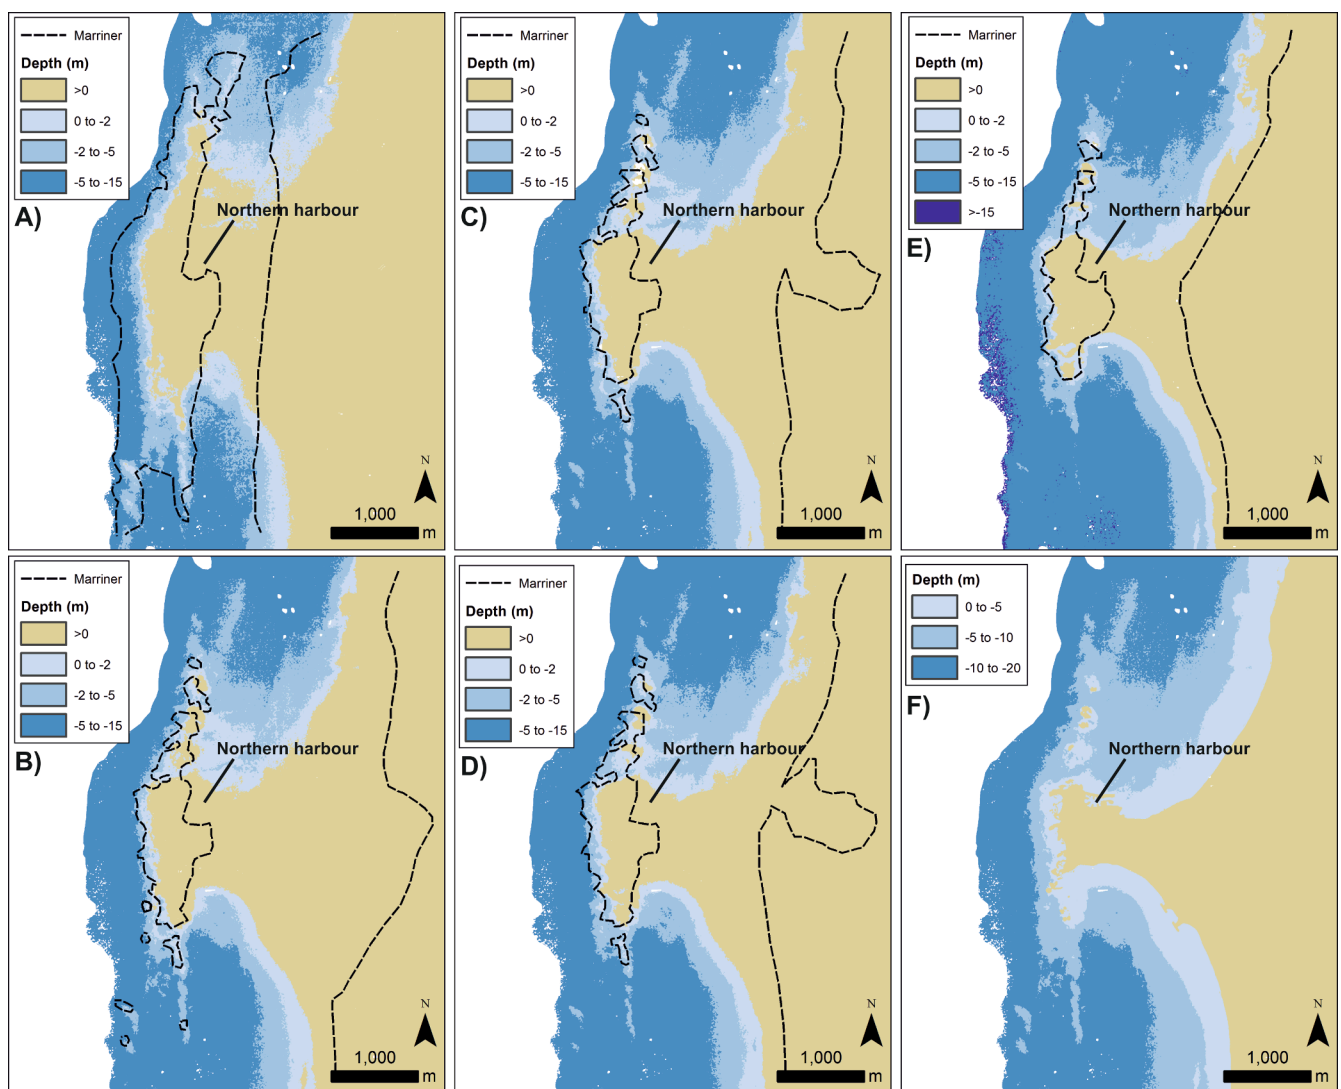 Marriner
Depth (m)
>0
0 to -2
-2 to -5
-5 to -15
A)
Northern harbour
N
1,000
m
Marriner
Depth (m)
>0
0 to -2
-2 to -5
-5 to -15
C)
Northern harbour
N
1,000
m
Marriner
Depth (m)
>0
0 to -2
-2 to -5
-5 to -15
>-15
E)
Northern harbour
N
1,000
m
Marriner
Depth (m)
>0
0 to -2
-2 to -5
-5 to -15
B)
Northern harbour
N
1,000
m
Marriner
Depth (m)
>0
0 to -2
-2 to -5
-5 to -15
D)
Northern harbour
N
1,000
m
Depth (m)
0 to -5
-5 to -10
-10 to -20
F)
Northern harbour
N
1,000
m